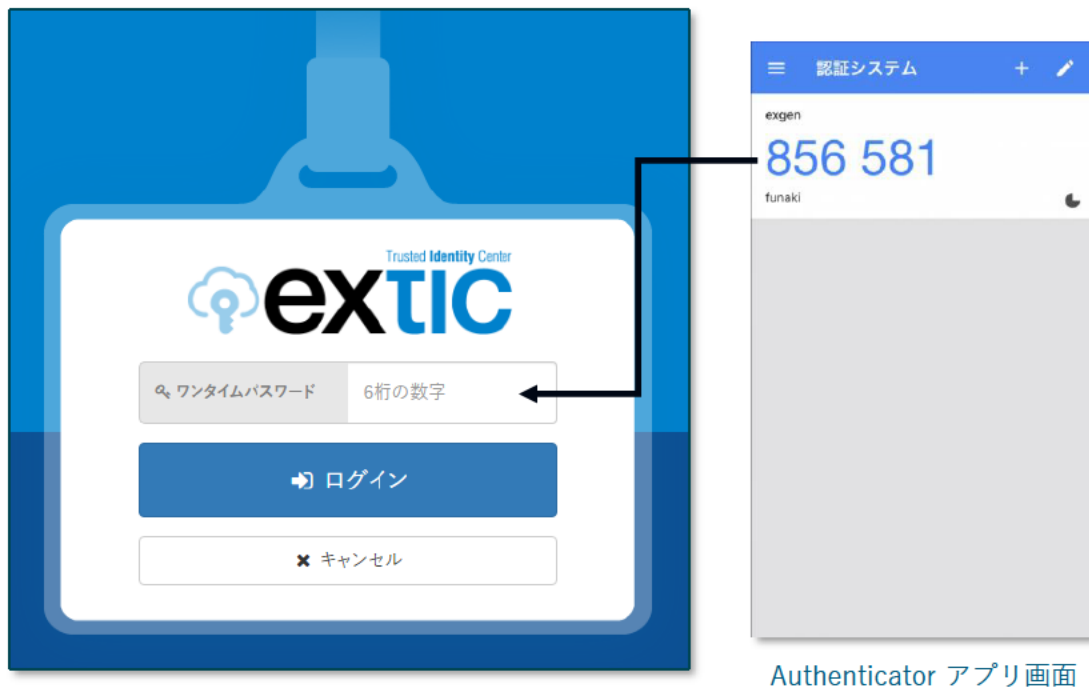 Trusted Identity Center
extic
ワンタイムパスワード
6桁の数字
ログイン
キャンセル
認証システム
exgen
856 581
funaki
Authenticator アプリ画面